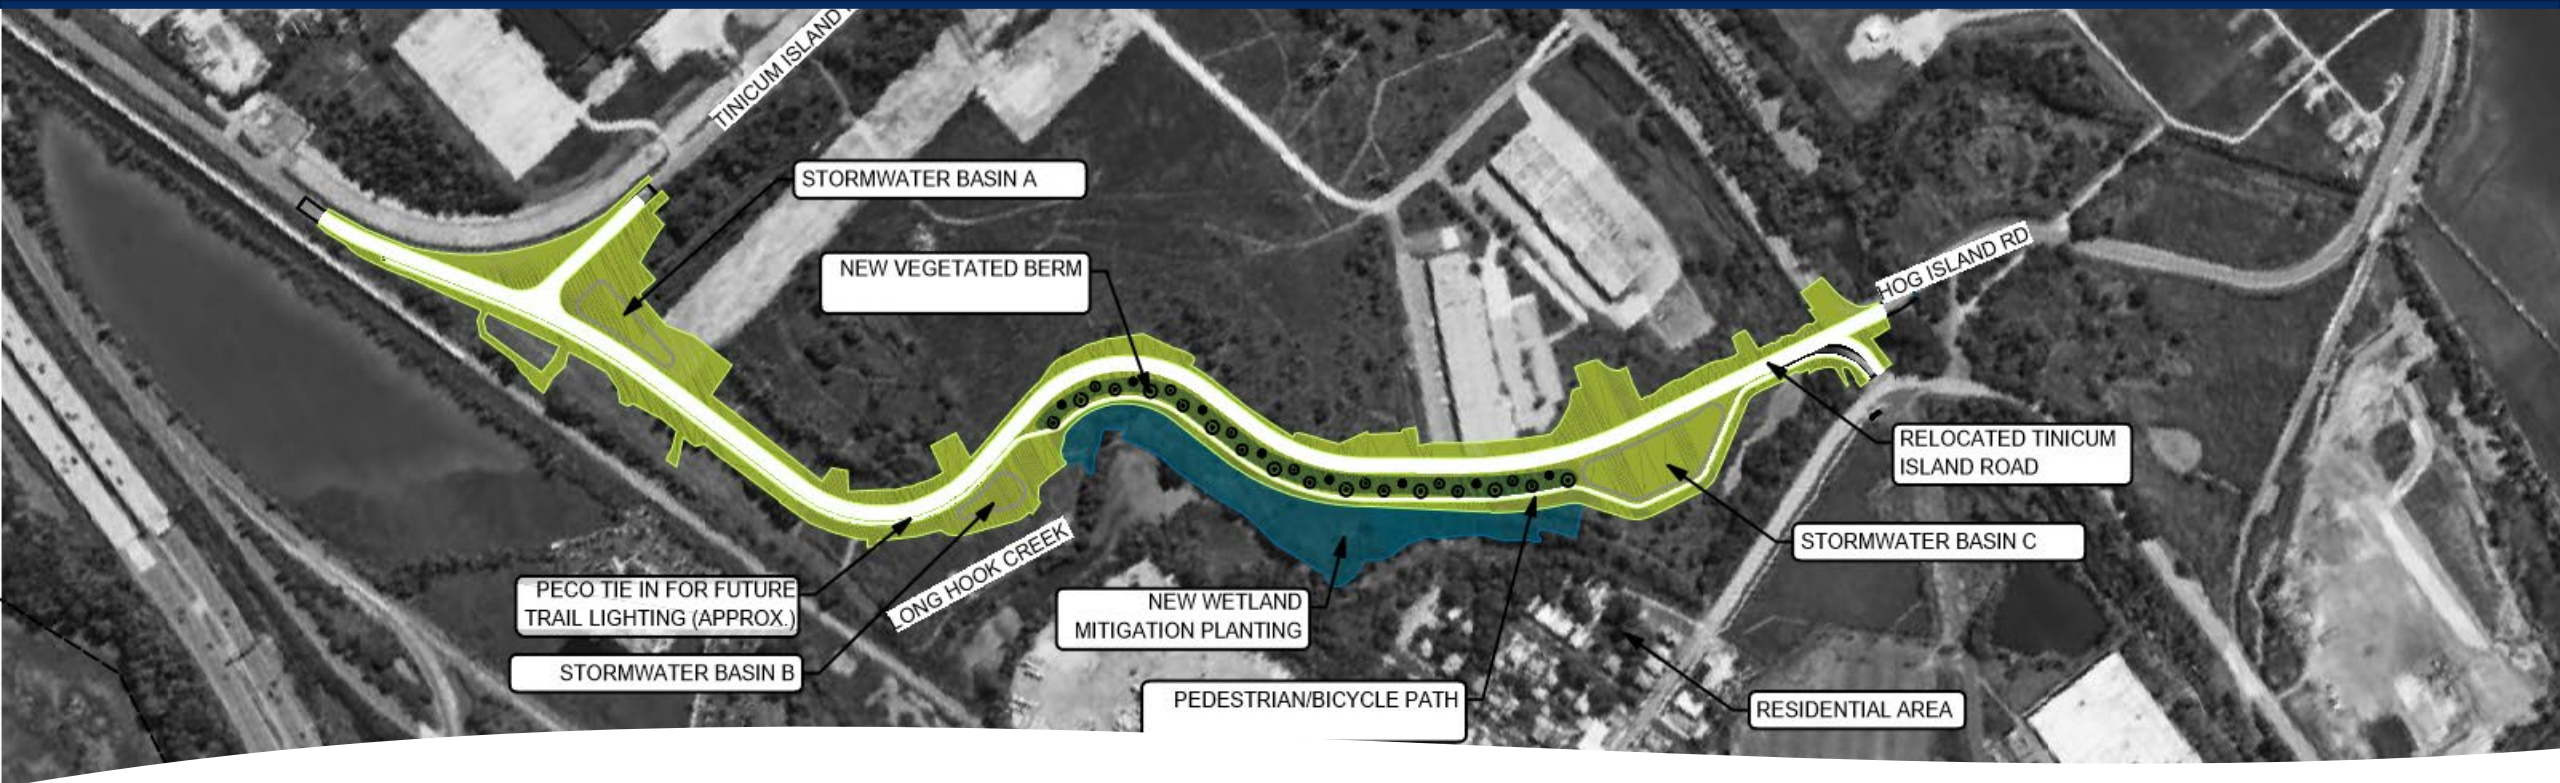 TINICUM ISLAND
STORMWATER BASIN A
NEW VEGETATED BERM
HOG ISLAND RD
RELOCATED TINICUM
ISLAND ROAD
STORMWATER BASIN C
PECO TIE IN FOR FUTURE
TRAIL LIGHTING (APPROX.)
LONG HOOK CREEK
NEW WETLAND
MITIGATION PLANTING
STORMWATER BASIN B
PEDESTRIAN/BICYCLE PATH
RESIDENTIAL AREA